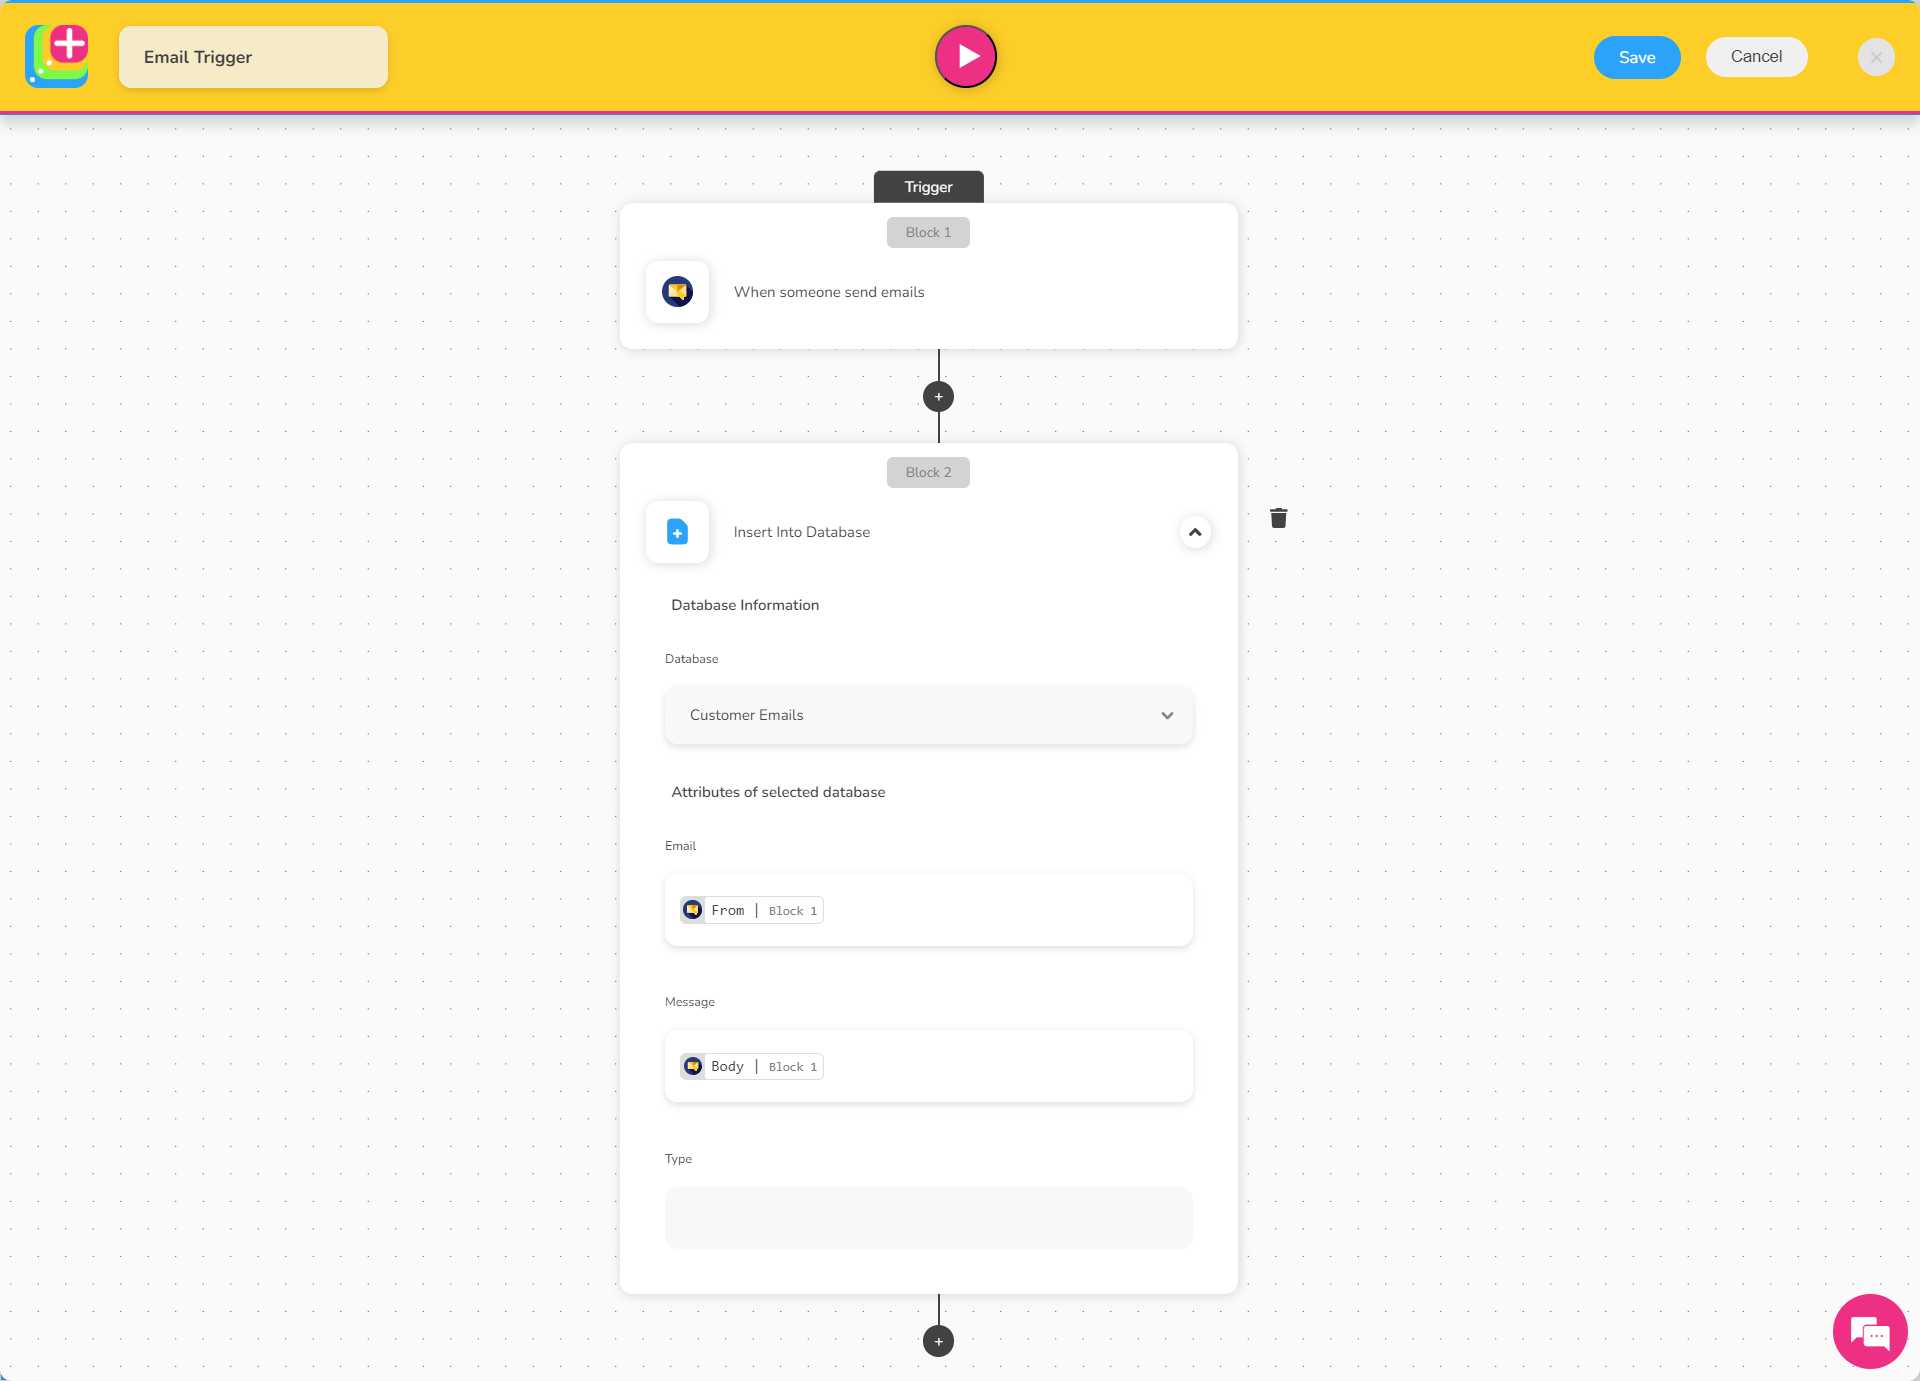 Email Trigger
Save
Cancel
Trigger
Block 1
When someone send emails
+
Block 2
Insert Into Database
Database Information
Database
Customer Emails
Attributes of selected database
Email
From | Block 1
Message
Body | Block 1
Type
+